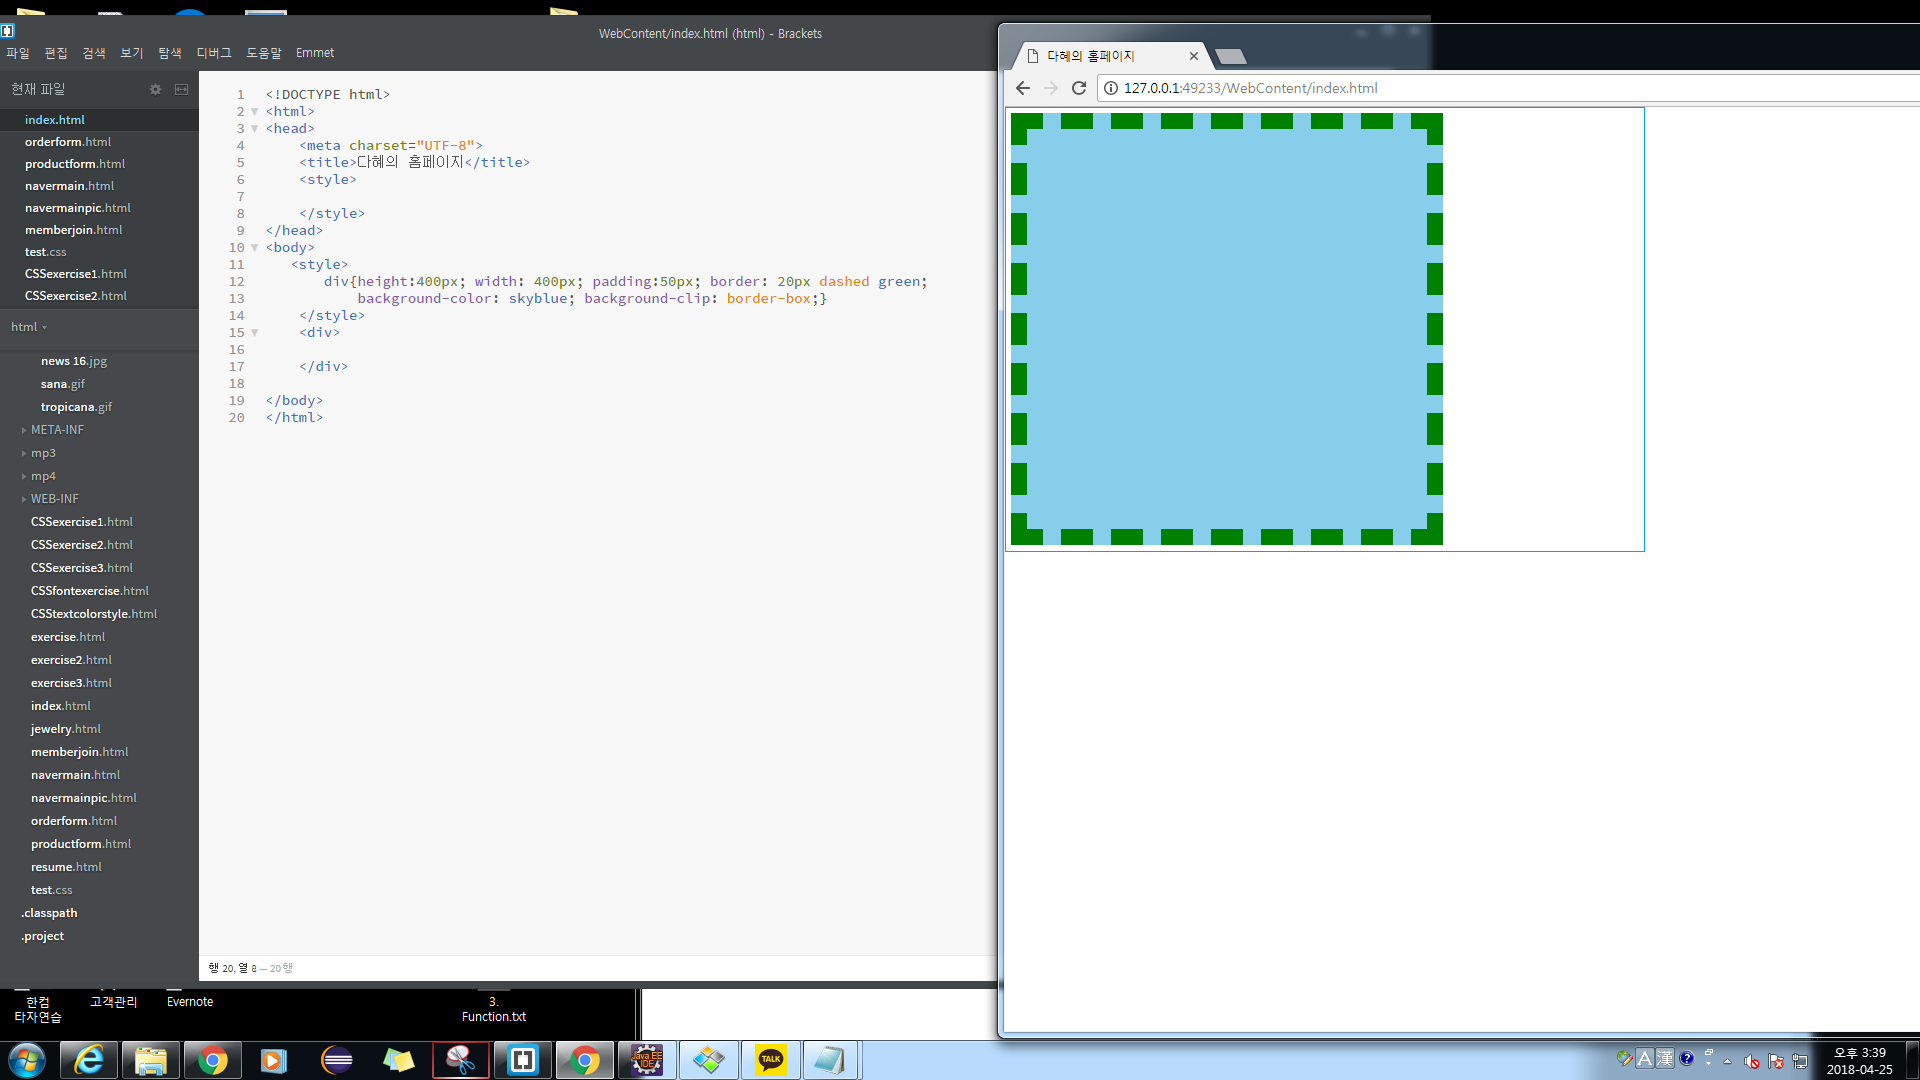 WebContent/index.html (html) - Brackets
파일 편집 검색 보기 탐색 디버그 도움말 Emmet
현재 파일
index.html
orderform.html
productform.html
navermain.html
navermainpic.html
memberjoin.html
test.css
CSSexercise1.html
CSSexercise2.html
html
news 16.jpg
sana.gif
tropicana.gif
META-INF
mp3
mp4
WEB-INF
CSSexercise1.html
CSSexercise2.html
CSSexercise3.html
CSSfontexercise.html
CSStextcolorstyle.html
exercise.html
exercise2.html
exercise3.html
index.html
jewelry.html
memberjoin.html
navermain.html
navermainpic.html
orderform.html
productform.html
resume.html
test.css
.classpath
.project
1 <!DOCTYPE html>
2 <html>
3 <head>
4 <meta charset="UTF-8">
5 <title>다혜의 홈페이지</title>
6 <style>
7
8 </style>
9 </head>
10 <body>
11 <style>
12 div{height:400px; width: 400px; padding:50px; border: 20px dashed green;
13 background-color: skyblue; background-clip: border-box;}
14 </style>
15 <div>
16
17 </div>
18
19 </body>
20 </html>
행 20, 열 8 — 20 행
다혜의 홈페이지
127.0.0.1:49233/WebContent/index.html
한컴
타자연습
고객관리
Evernote
3.
Function.txt
Java EE
IDE
TALK
A 漢
오후 3:39
2018-04-25